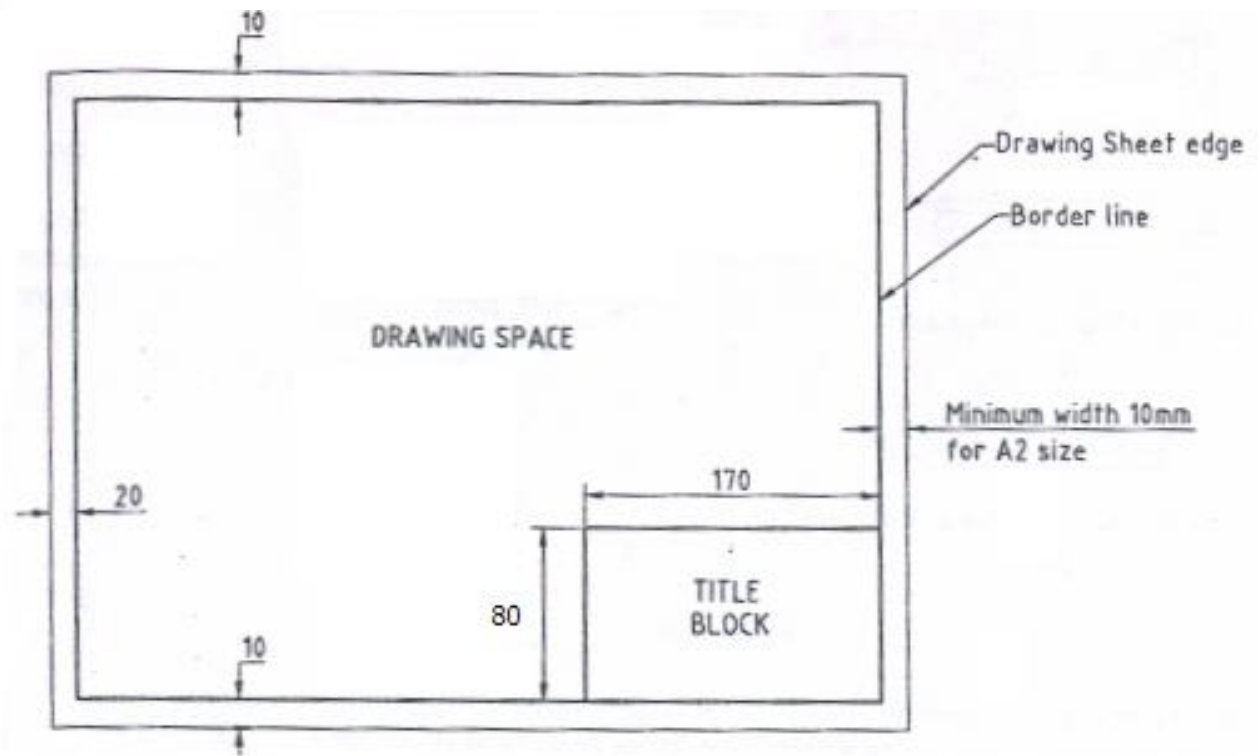 10
Drawing Sheet edge
Border line
DRAWING SPACE
Minimum width 10mm
for A2 size
170
20
80
TITLE
BLOCK
10